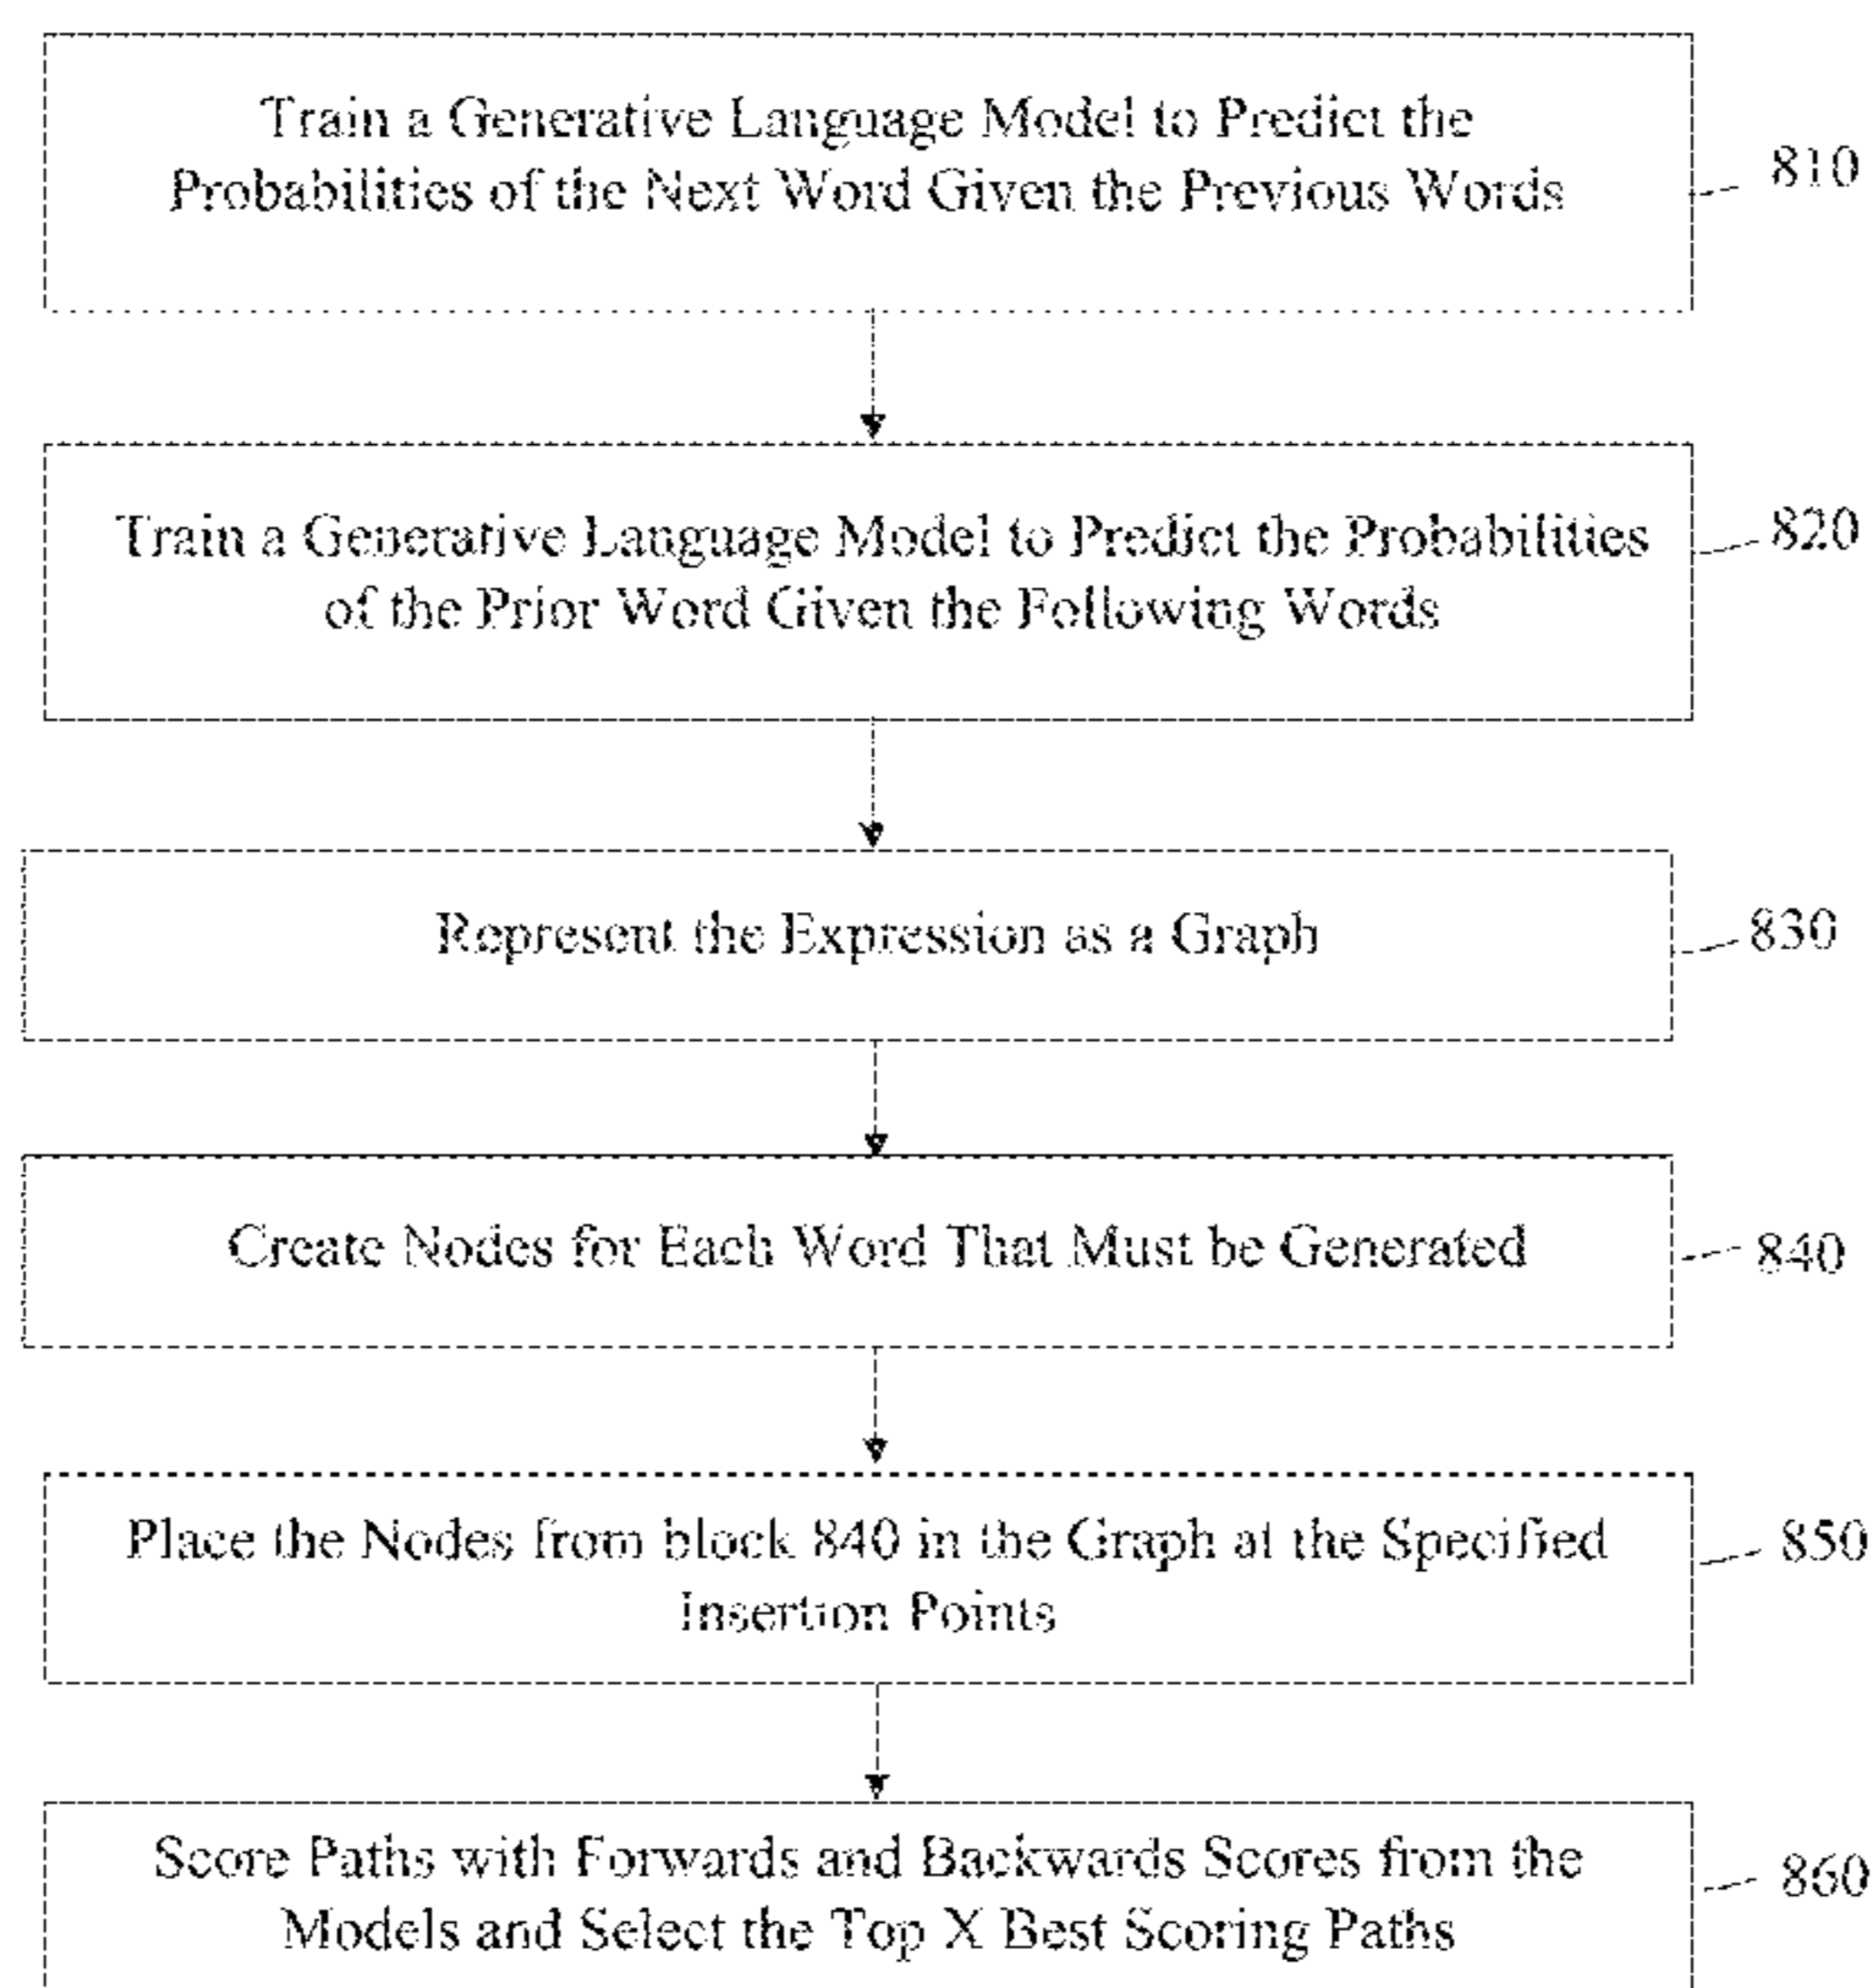 Train a Generative Language Model to Predict the
Probabilities of the Next Word Given the Previous Words
810
Train a Generative Language Model to Predict the Probabilities
of the Prior Word Given the Following Words
820
Represent the Expression as a Graph
830
Create Nodes for Each Word That Must be Generated
840
Place the Nodes from block 840 in the Graph at the Specified
Insertion Points
850
Score Paths with Forwards and Backwards Scores from the
Models and Select the Top X Best Scoring Paths
860